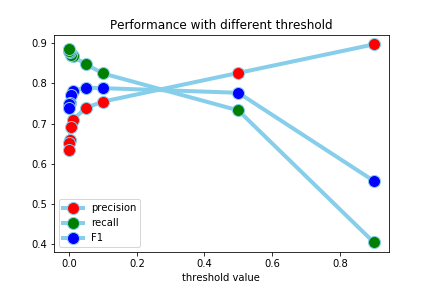 Performance with different threshold
0.9
0.8
0.7
0.6
0.5
0.4
precision
recall
F1
0.0 0.2 0.4 0.6 0.8
threshold value